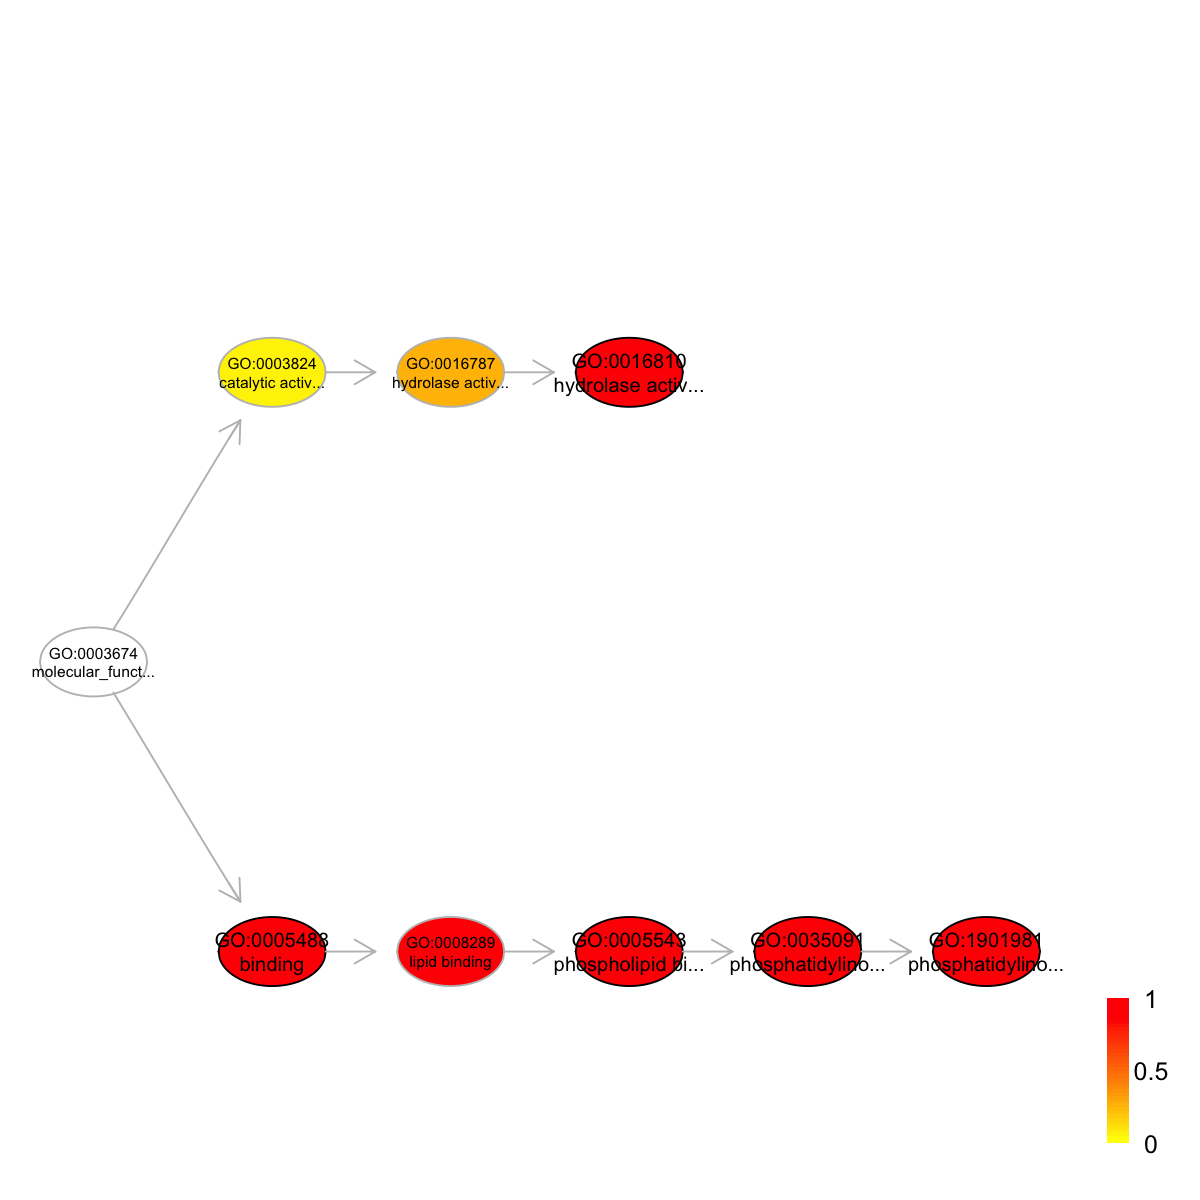 GO:0003824
catalytic activ...
GO:0016787
hydrolase activ...
GO:0016810
hydrolase activ...
GO:0003674
molecular_funct...
GO:0005488
binding
GO:0008289
lipid binding
GO:0005543
phospholipid bi...
GO:0035091
phosphatidylino...
GO:1901981
phosphatidylino...
1
0.5
0